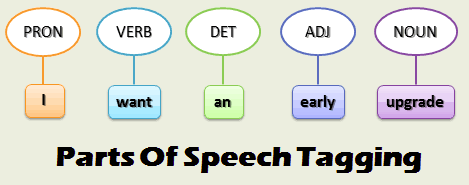 PRON VERB DET ADJ NOUN
I want an early upgrade
Parts Of Speech Tagging